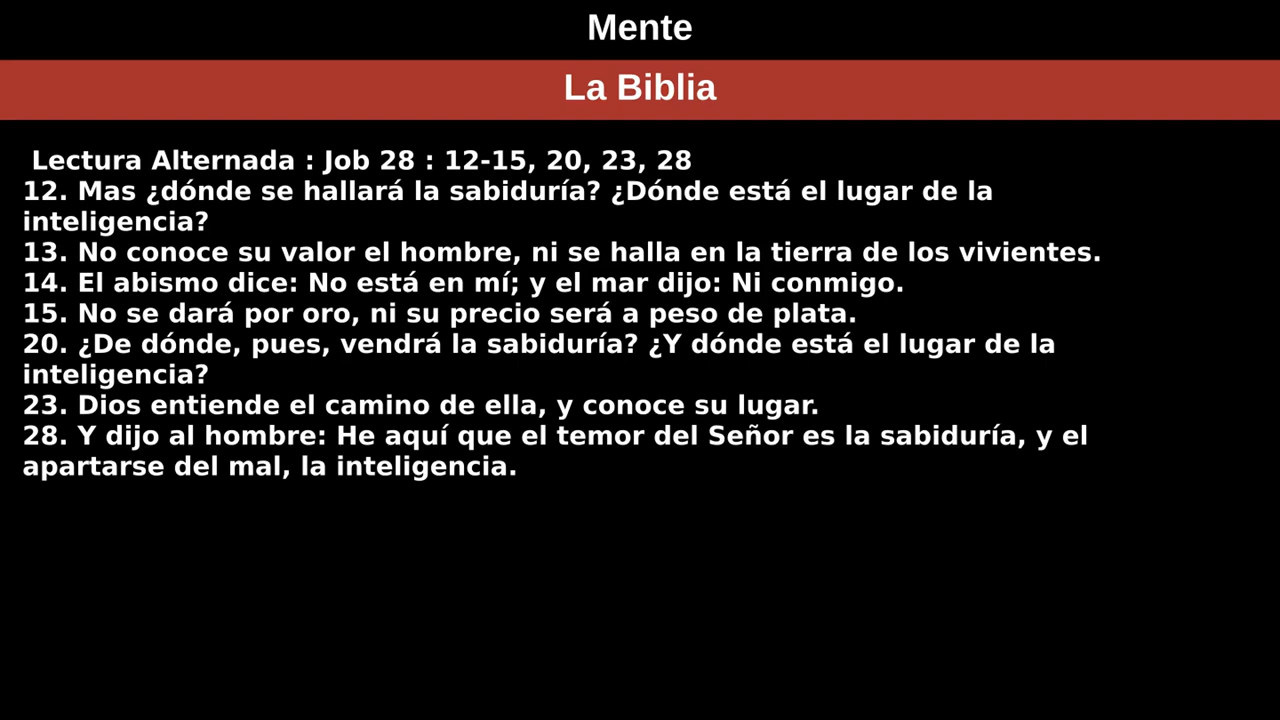 Mente
La Biblia
Lectura Alternada : Job 28 : 12-15, 20, 23, 28
12. Mas ¿dónde se hallará la sabiduría? ¿Dónde está el lugar de la
inteligencia?
13. No conoce su valor el hombre, ni se halla en la tierra de los vivientes.
14. El abismo dice: No está en mí; y el mar dijo: Ni conmigo.
15. No se dará por oro, ni su precio será a peso de plata.
20. ¿De dónde, pues, vendrá la sabiduría? ¿Y dónde está el lugar de la
inteligencia?
23. Dios entiende el camino de ella, y conoce su lugar.
28. Y dijo al hombre: He aquí que el temor del Señor es la sabiduría, y el
apartarse del mal, la inteligencia.